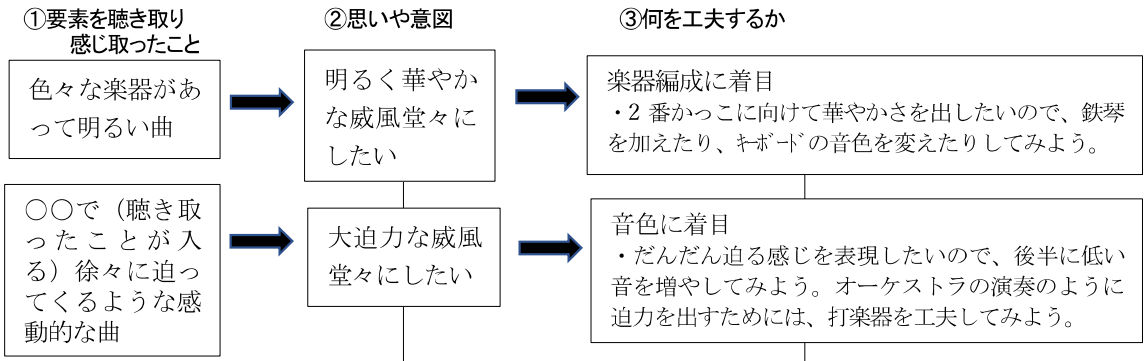 ①要素を聴き取り
感じ取ったこと
②思いや意図
③何を工夫するか
色々な楽器があ
って明るい曲
明るく華やか
な威風堂々に
したい
楽器編成に着目
・2 番かっこに向けて華やかさを出したいので、鉄琴
を加えたり、ｷｰﾎﾞｰﾄﾞの音色を変えたりしてみよう。
○○で（聴き取
ったことが入
る）徐々に迫っ
てくるような感
動的な曲
大迫力な威風
堂々にしたい
音色に着目
・だんだん迫る感じを表現したいので、後半に低い
音を増やしてみよう。オーケストラの演奏のように
迫力を出すためには、打楽器を工夫してみよう。